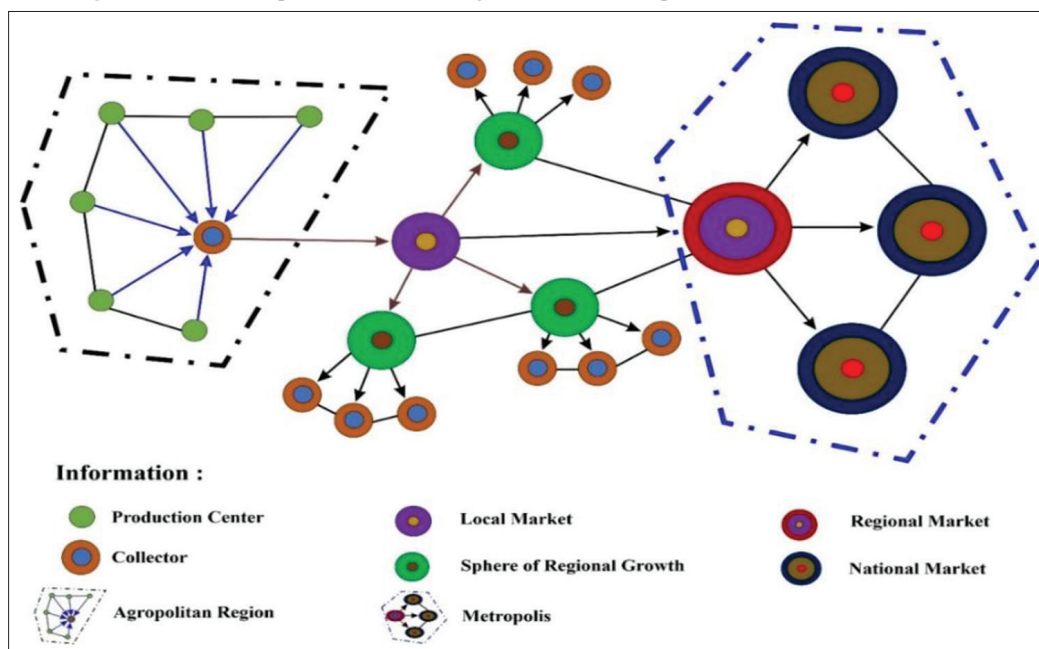 Information :
Production Center
Local Market
Regional Market
Collector
Sphere of Regional Growth
National Market
Agropolitan Region
Metropolis